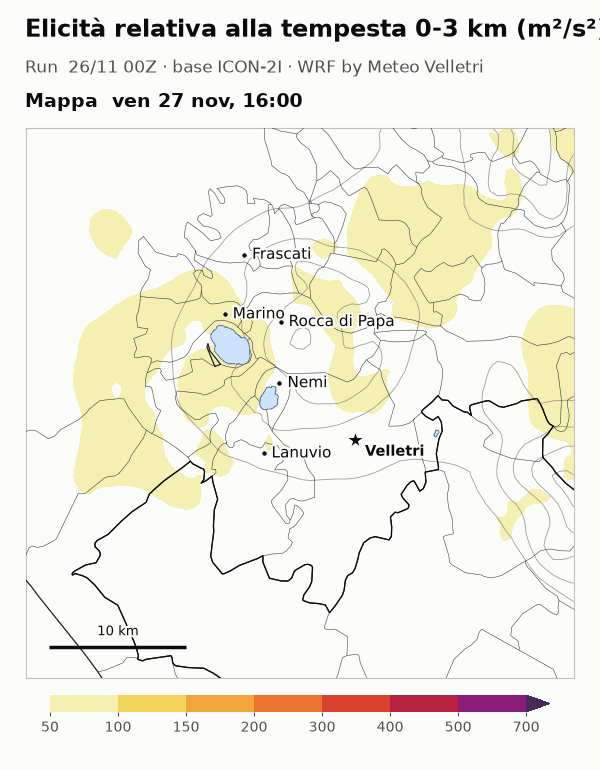 Elicità relativa alla tempesta 0-3 km (m²/s²)
Run 26/11 00Z · base ICON-2I · WRF by Meteo Velletri
Mappa ven 27 nov, 16:00
Frascati
Marino
Rocca di Papa
Nemi
Velletri
Lanuvio
10 km
50 100 150 200 300 400 500 700